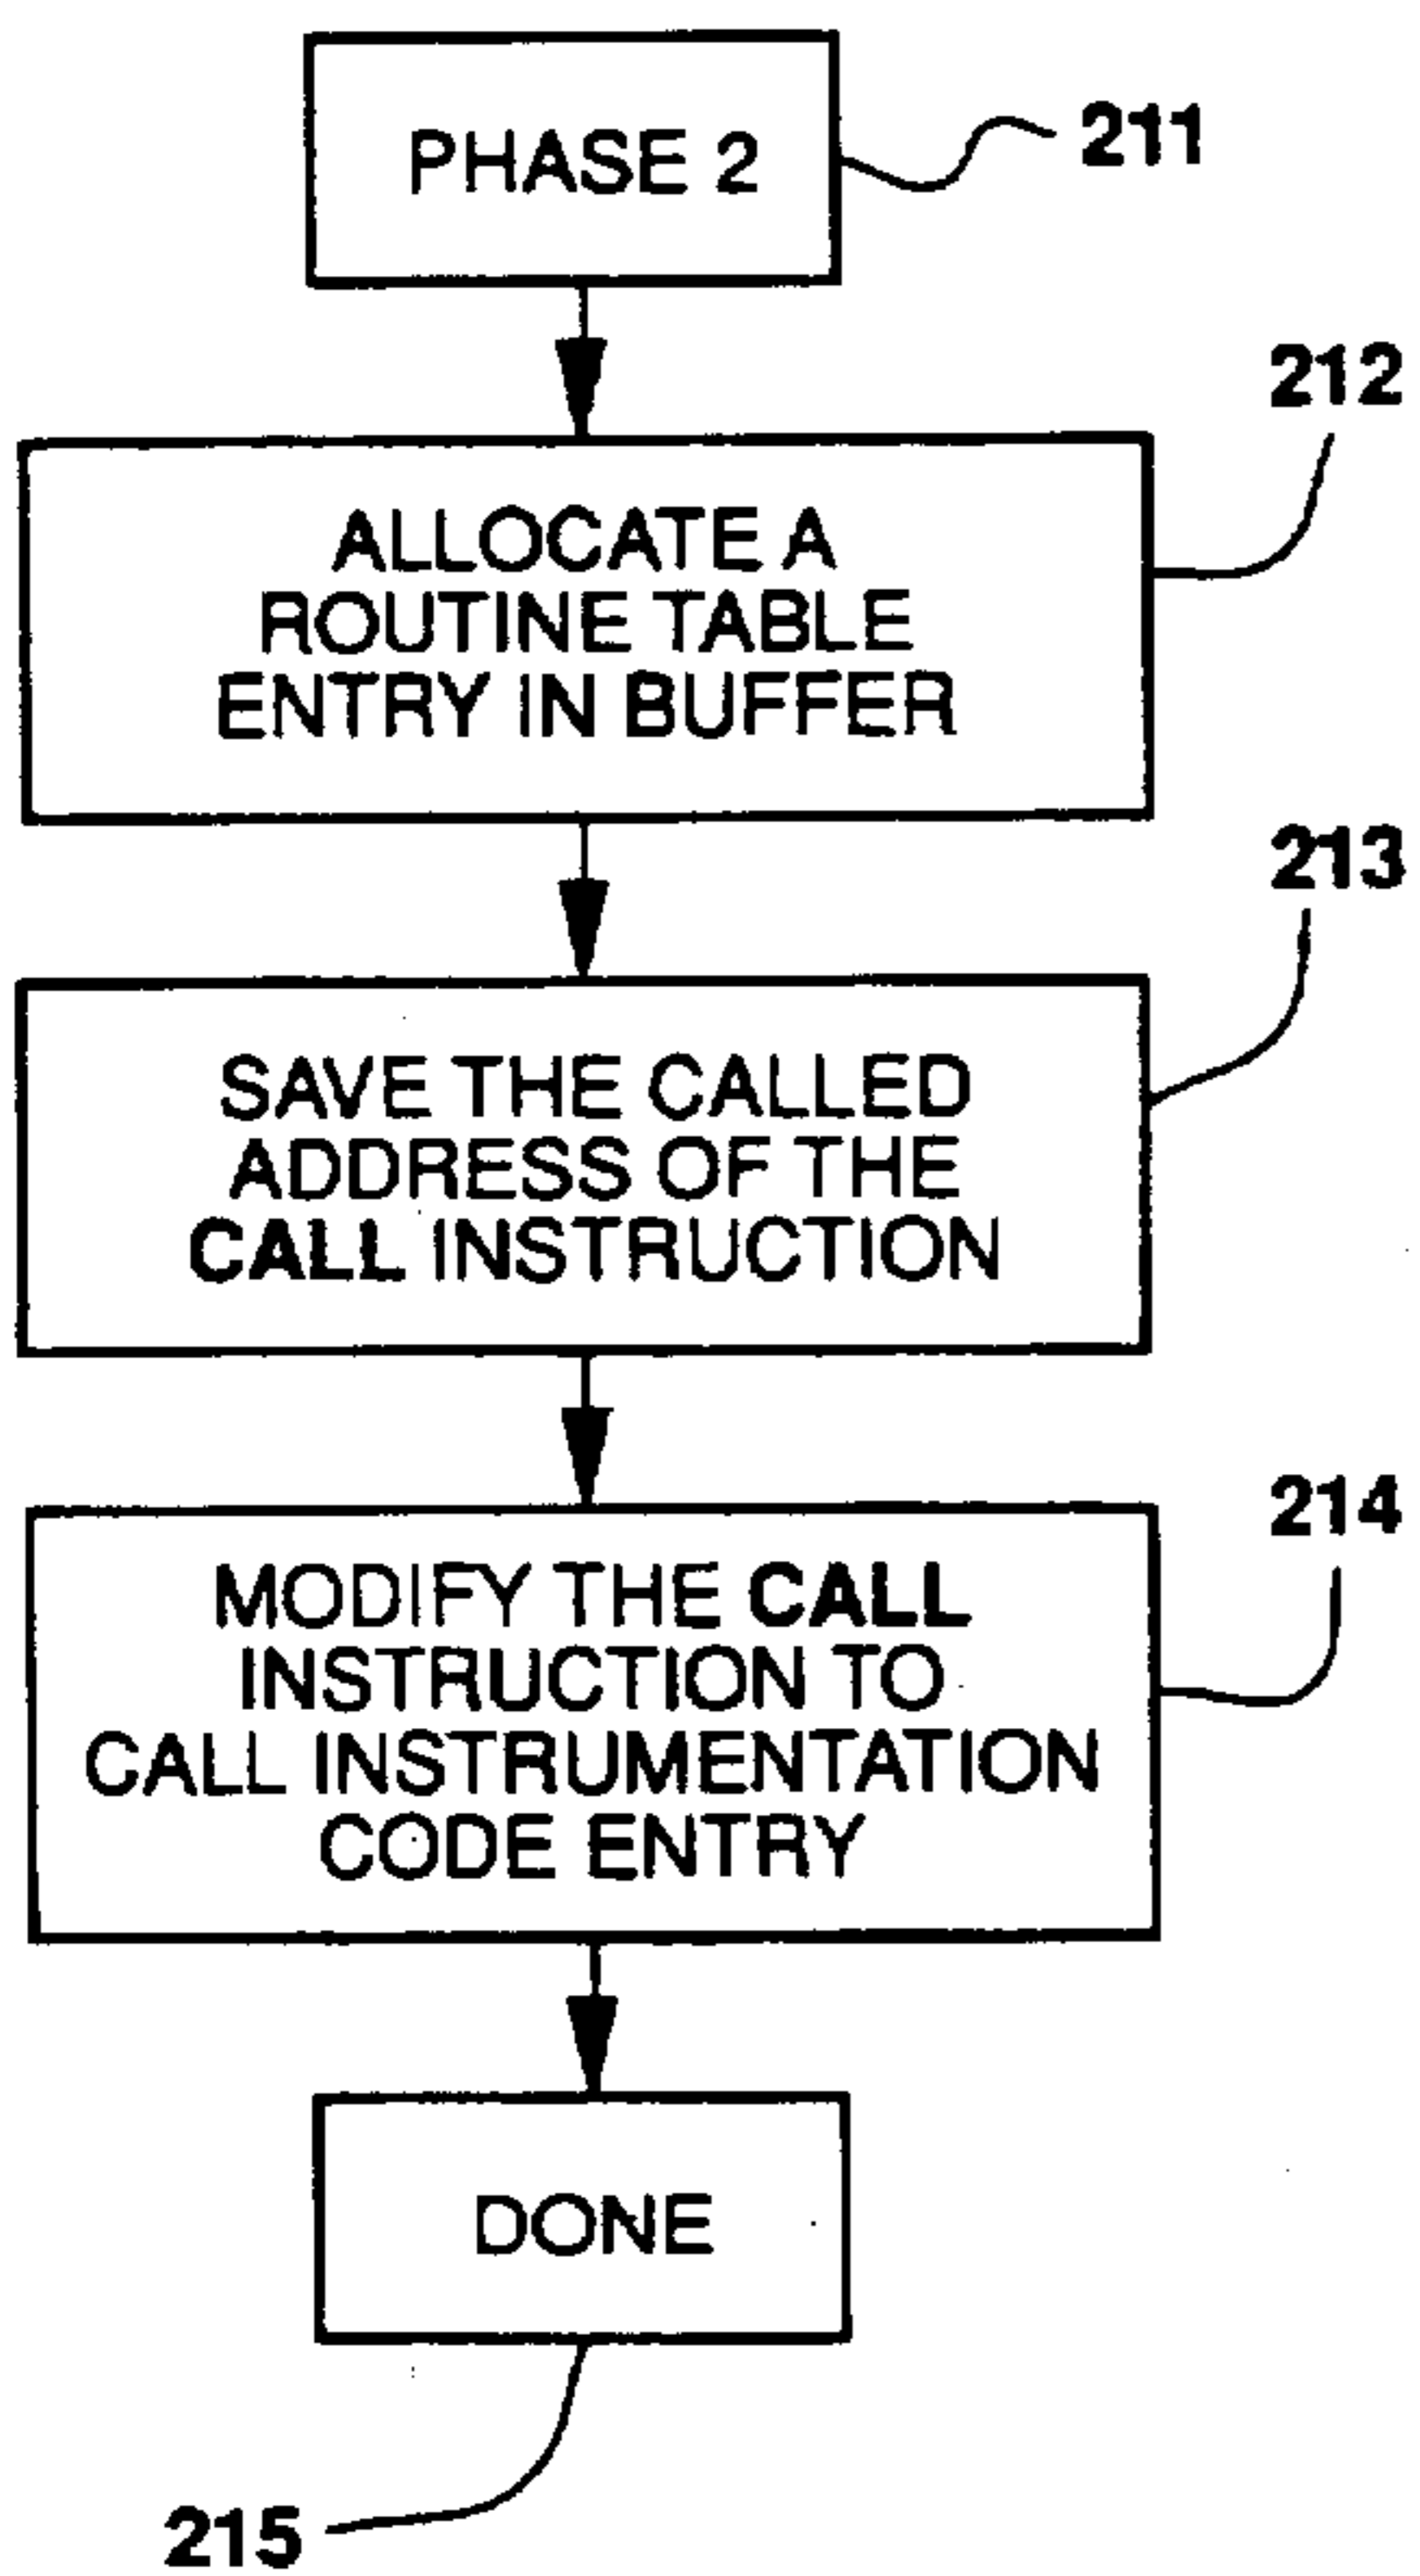 PHASE 2
211
212
ALLOCATE A
ROUTINE TABLE
ENTRY IN BUFFER
213
SAVE THE CALLED
ADDRESS OF THE
CALL INSTRUCTION
214
MODIFY THE CALL
INSTRUCTION TO
CALL INSTRUMENTATION
CODE ENTRY
DONE
215